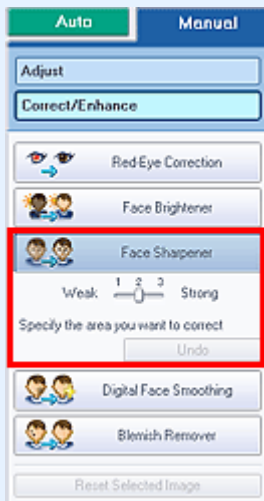 Auto Manual
Adjust
Correct/Enhance
Red-Eye Correction
Face Brightener
Face Sharpener
1 2 3
Weak Strong
Specify the area you want to correct
Undo
Digital Face Smoothing
Blemish Remover
Reset Selected Image